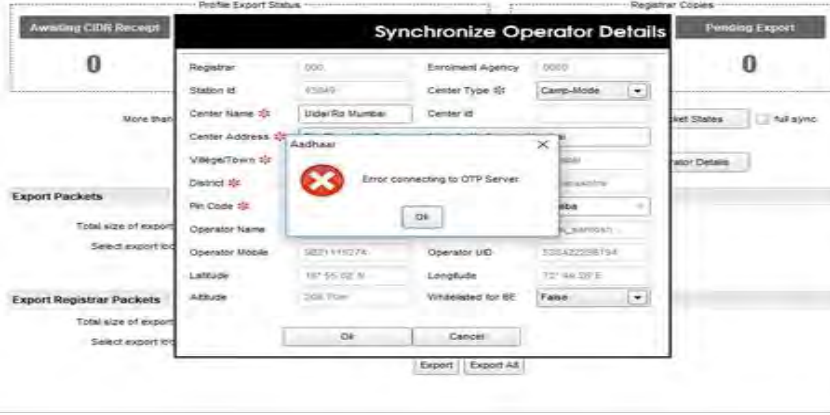 Profile Export Status
Registrar Copies
Awaiting CIDR Receipt
Synchronize Operator Details
Pending Export
0
0
Registrar 000 Enrolment Agency 0000
Station Id Center Type Camp-Mode
Center Name Uidai Ro Mumbai Center id
More than
ket States full sync
Center Address
Aadhaar
Village/Town
ator Details
Error connecting to OTP Server
District
Export Packets
Pin Code
Ok
Total size of export
Operator Name
Select export loc
Operator Mobile Operator UID
Latitude Longitude
Export Registrar Packets
Altitude Whitelisted for BE False
Total size of export
Select export loc
Ok Cancel
Export Export All